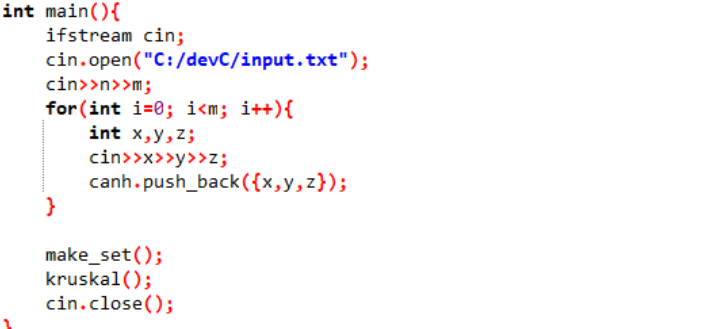 int main(){
    ifstream cin;
    cin.open("C:/devC/input.txt");
    cin>>n>>m;
    for(int i=0; i<m; i++){
        int x,y,z;
        cin>>x>>y>>z;
        canh.push_back({x,y,z});
    }
    make_set();
    kruskal();
    cin.close();
}